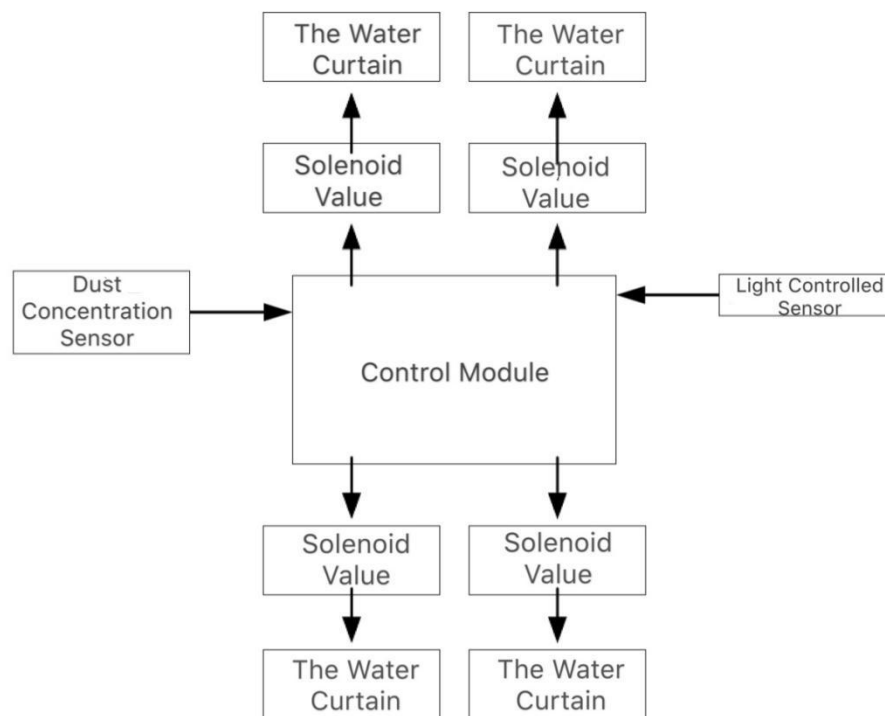 The Water
Curtain
The Water
Curtain
Solenoid
Value
Solenoid
Value
Dust
Concentration
Sensor
Light Controlled
Sensor
Control Module
Solenoid
Value
Solenoid
Value
The Water
Curtain
The Water
Curtain